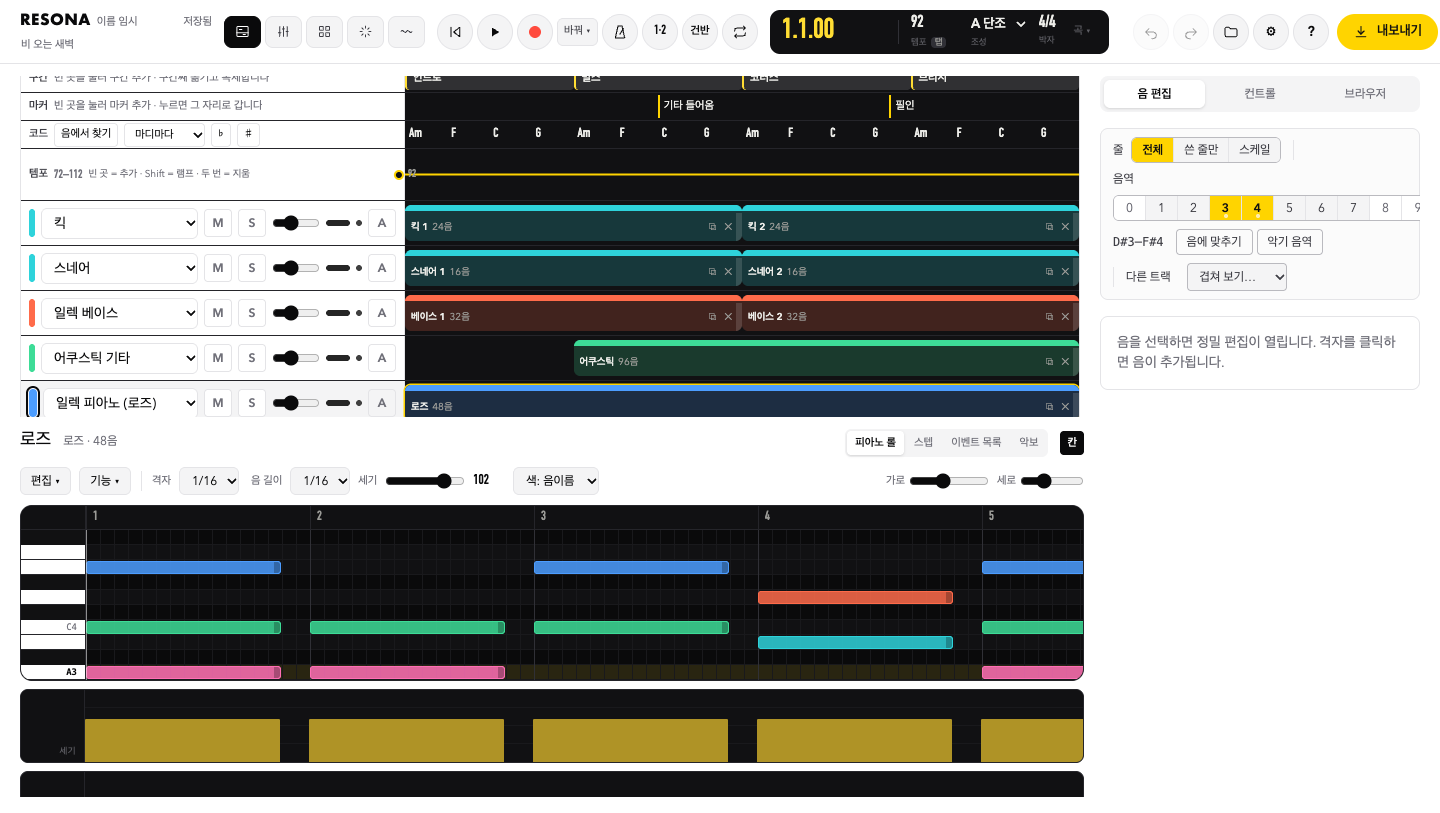 RESONA 이름 임시 저장됨
비 오는 새벽
바꿔 ▾ 1·2 건반
1.1.00 92 템포 탭 A 단조 조성 4/4 박자 곡 ▾
? 내보내기
구간 빈 곳을 눌러 구간 추가 · 구간째 옮기고 복제합니다
인트로 벌스 코러스 브리지
마커 빈 곳을 눌러 마커 추가 · 누르면 그 자리로 갑니다
기타 들어옴 필인
코드 음에서 찾기 마디마다 ♭ ♯
Am F C G Am F C G Am F C G Am F C G
템포 72–112 빈 곳 = 추가 · Shift = 램프 · 두 번 = 지움
92
킥 M S A
킥 1 24음 킥 2 24음
스네어 M S A
스네어 1 16음 스네어 2 16음
일렉 베이스 M S A
베이스 1 32음 베이스 2 32음
어쿠스틱 기타 M S A
어쿠스틱 96음
일렉 피아노 (로즈) M S A
로즈 48음
음 편집 컨트롤 브라우저
줄 전체 쓴 줄만 스케일
음역
0 1 2 3 4 5 6 7 8 9
D#3–F#4 음에 맞추기 악기 음역
다른 트랙 겹쳐 보기…
음을 선택하면 정밀 편집이 열립니다. 격자를 클릭하
면 음이 추가됩니다.
로즈 로즈 · 48음
피아노 롤 스텝 이벤트 목록 악보 칸
편집 ▾ 기능 ▾ 격자 1/16 음 길이 1/16 세기 102 색: 음이름 가로 세로
1 2 3 4 5
C4
A3
세기